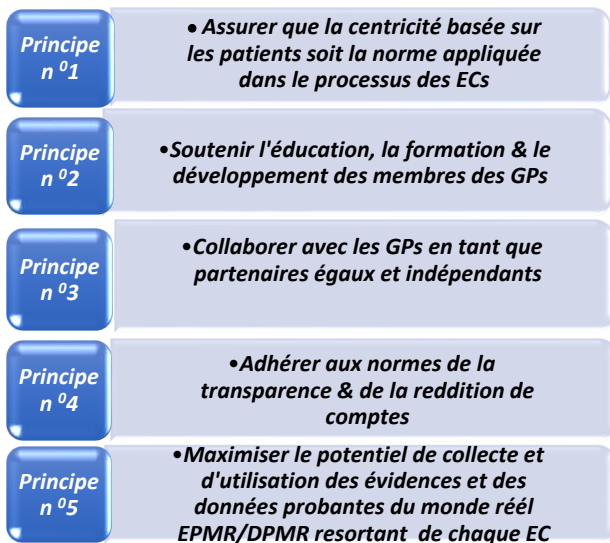 Principe
n ⁰1
• Assurer que la centricité basée sur
les patients soit la norme appliquée
dans le processus des ECs
Principe
n ⁰2
•Soutenir l'éducation, la formation & le
développement des membres des GPs
Principe
n ⁰3
•Collaborer avec les GPs en tant que
partenaires égaux et indépendants
Principe
n ⁰4
•Adhérer aux normes de la
transparence & de la reddition de
comptes
Principe
n ⁰5
•Maximiser le potentiel de collecte et
d'utilisation des évidences et des
données probantes du monde réél
EPMR/DPMR resortant de chaque EC